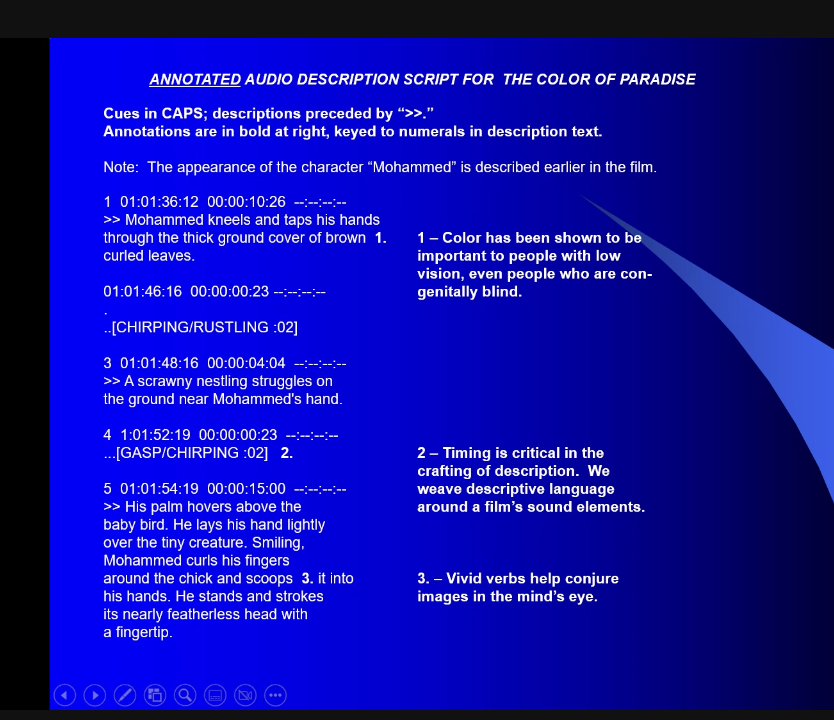 ANNOTATED AUDIO DESCRIPTION SCRIPT FOR  THE COLOR OF PARADISE
Cues in CAPS; descriptions preceded by “>>.”
Annotations are in bold at right, keyed to numerals in description text.
Note:  The appearance of the character “Mohammed” is described earlier in the film.
1  01:01:36:12  00:00:10:26  --:--:--:--
>> Mohammed kneels and taps his hands
through the thick ground cover of brown  1.
curled leaves.
1 – Color has been shown to be
important to people with low
vision, even people who are con-
genitally blind.
01:01:46:16  00:00:00:23 --:--:--:--
.
..[CHIRPING/RUSTLING :02]
3  01:01:48:16  00:00:04:04  --:--:--:--
>> A scrawny nestling struggles on
the ground near Mohammed's hand.
4  1:01:52:19  00:00:00:23  --:--:--:--
...[GASP/CHIRPING :02]   2.
2 – Timing is critical in the
crafting of description.  We
weave descriptive language
around a film’s sound elements.
5  01:01:54:19  00:00:15:00  --:--:--:--
>> His palm hovers above the
baby bird. He lays his hand lightly
over the tiny creature. Smiling,
Mohammed curls his fingers
around the chick and scoops  3. it into
his hands. He stands and strokes
its nearly featherless head with
a fingertip.
3. – Vivid verbs help conjure
images in the mind’s eye.